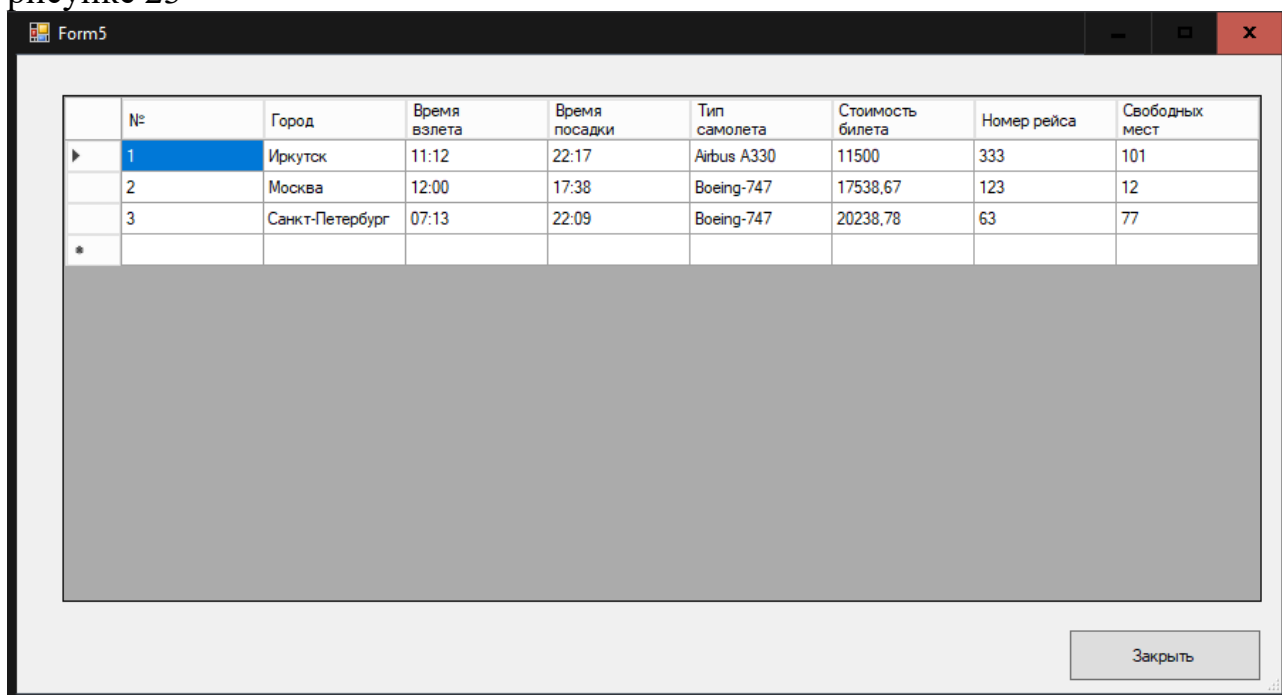 рисунке 25
Form5
№ Город Время взлета Время посадки Тип самолета Стоимость билета Номер рейса Свободных мест
1 Иркутск 11:12 22:17 Airbus A330 11500 333 101
2 Москва 12:00 17:38 Boeing-747 17538,67 123 12
3 Санкт-Петербург 07:13 22:09 Boeing-747 20238,78 63 77
Закрыть